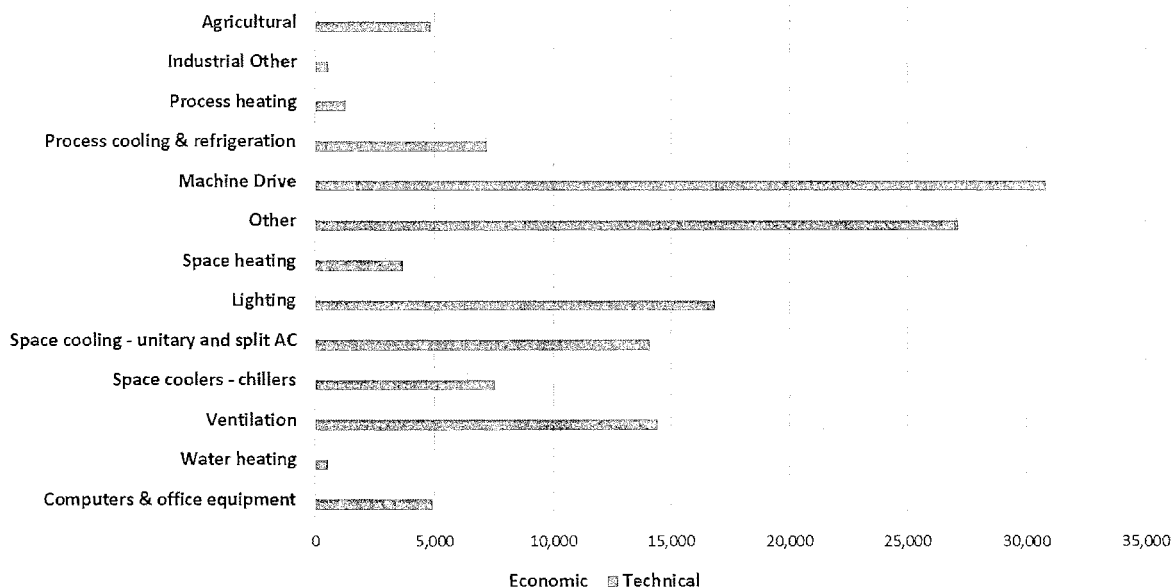 Agricultural
Industrial Other
Process heating
Process cooling & refrigeration
Machine Drive
Other
Space heating
Lighting
Space cooling - unitary and split AC
Space coolers - chillers
Ventilation
Water heating
Computers & office equipment
0 5,000 10,000 15,000 20,000 25,000 30,000 35,000
Economic Technical